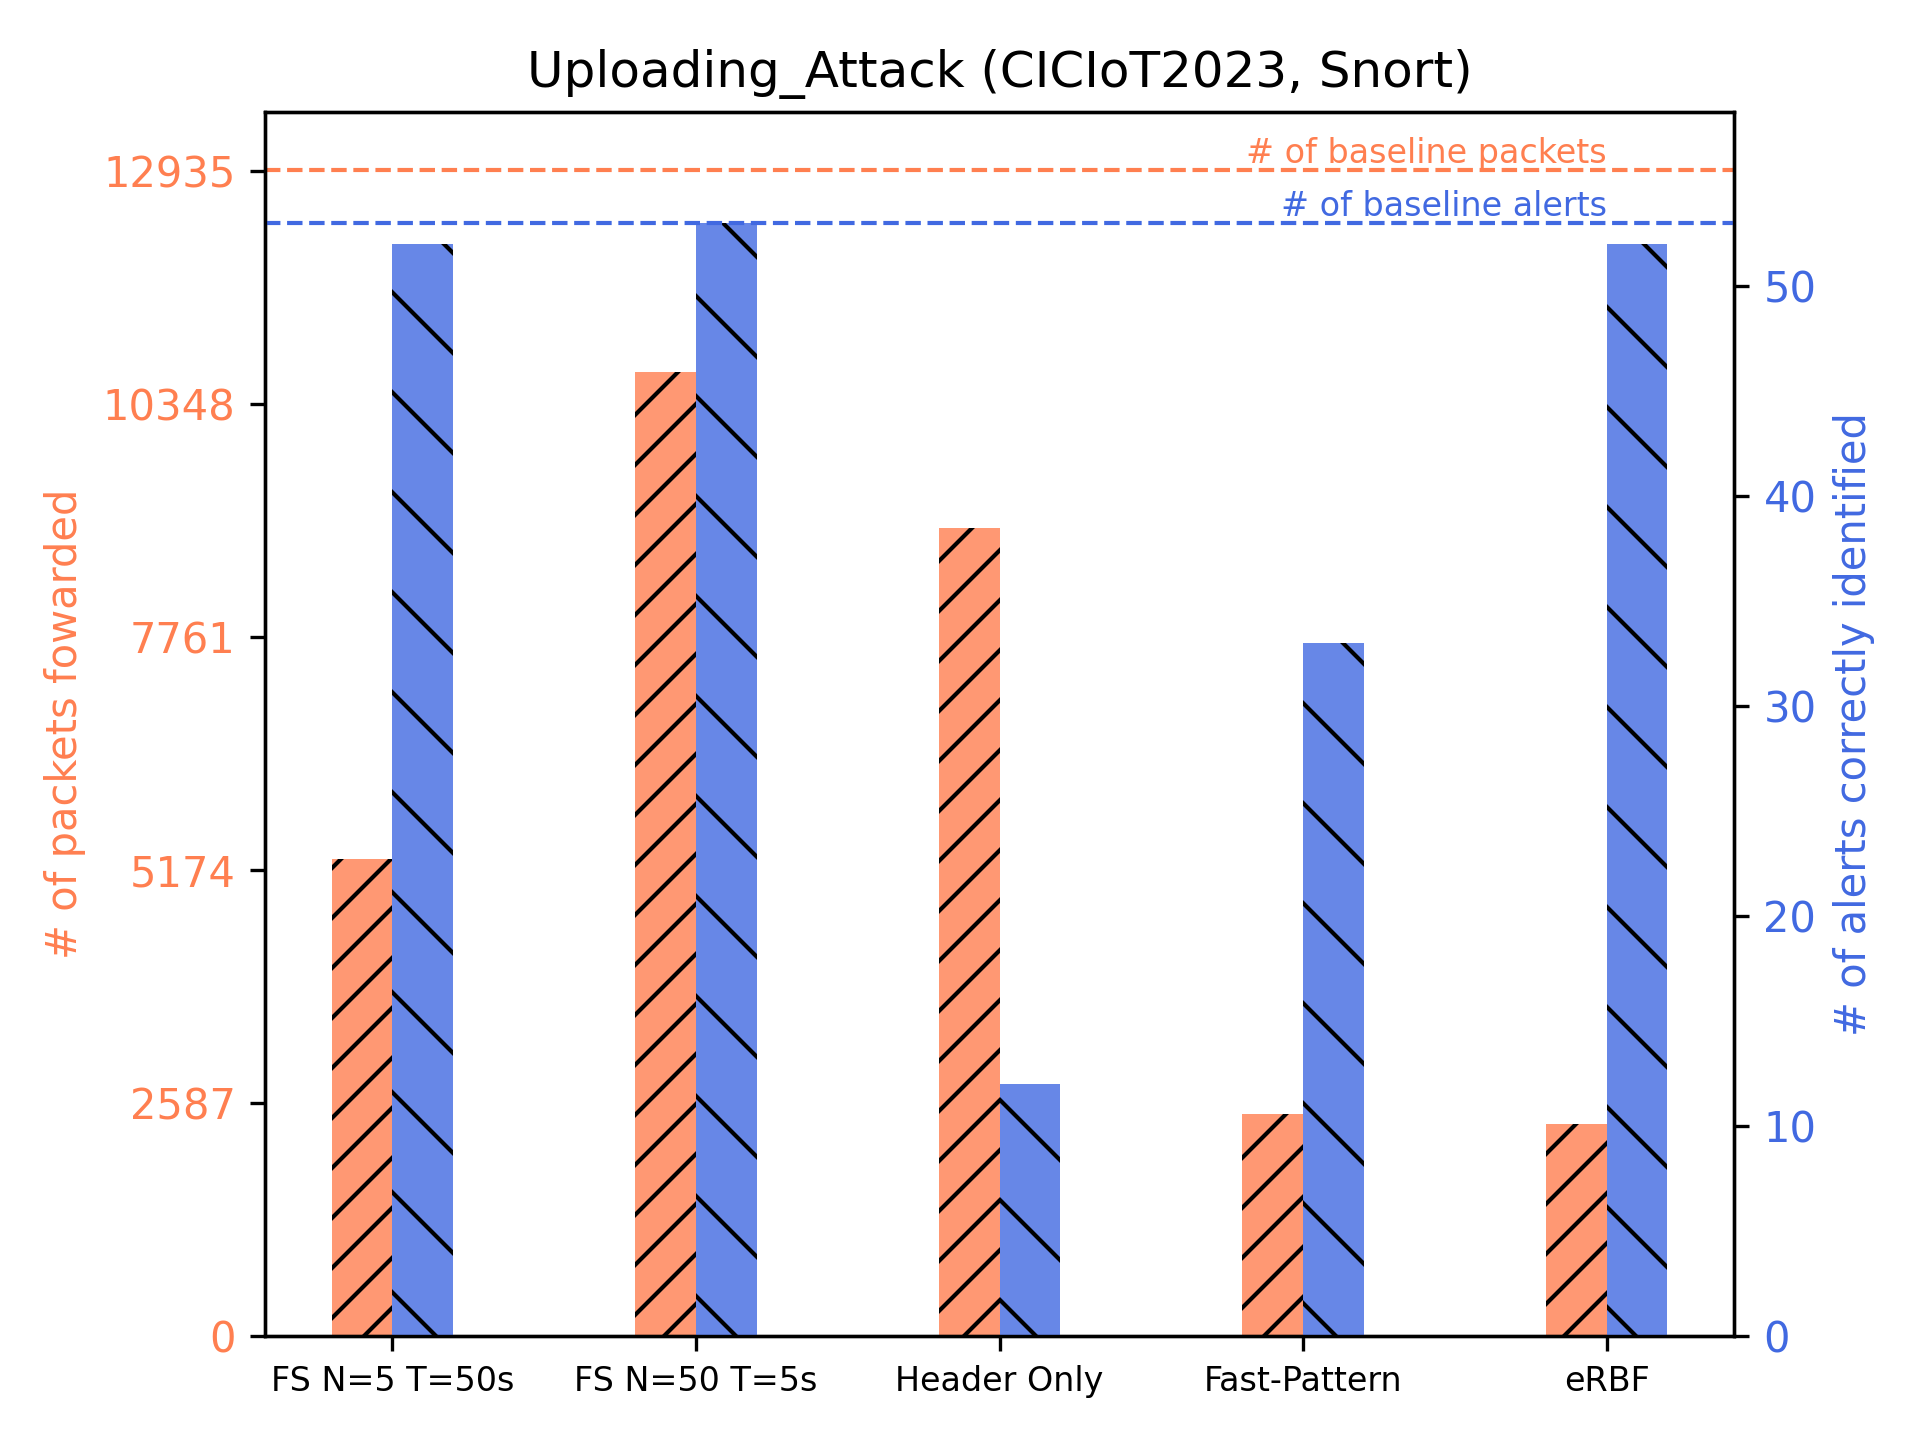 Uploading_Attack (CICIoT2023, Snort)
# of baseline packets
# of baseline alerts
12935
10348
7761
5174
2587
0
# of packets fowarded
50
40
30
20
10
0
# of alerts correctly identified
FS N=5 T=50s
FS N=50 T=5s
Header Only
Fast-Pattern
eRBF